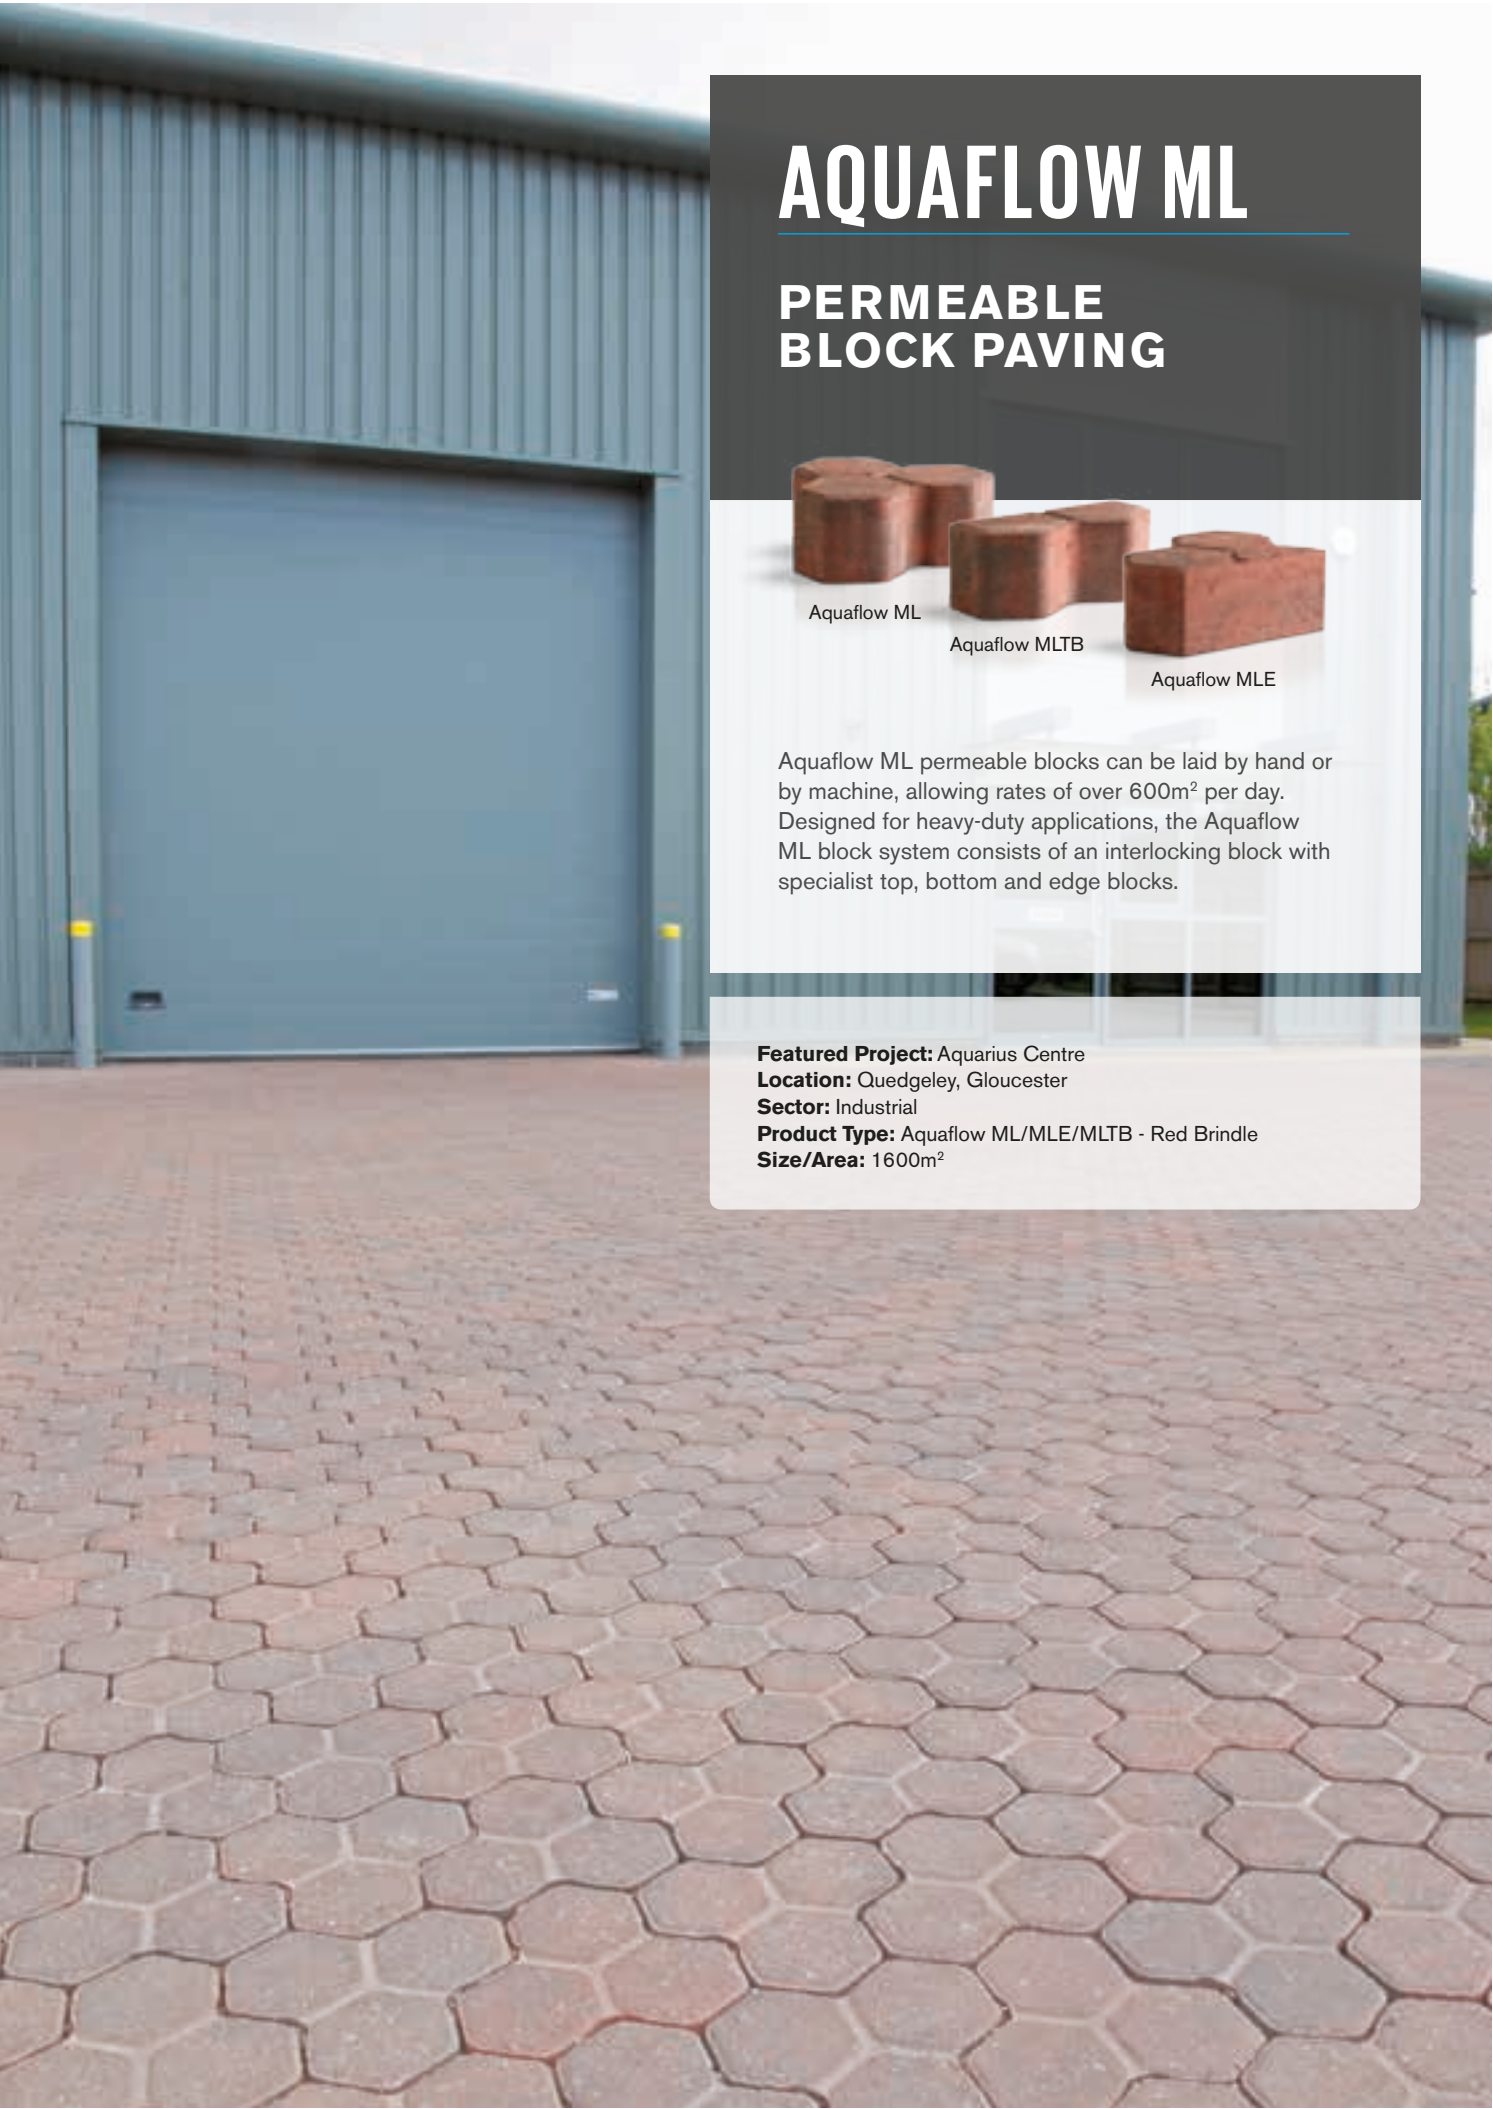 AQUAFLOW ML
PERMEABLE
BLOCK PAVING
Aquaflow ML
Aquaflow MLTB
Aquaflow MLE
Aquaflow ML permeable blocks can be laid by hand or
by machine, allowing rates of over 600m² per day.
Designed for heavy-duty applications, the Aquaflow
ML block system consists of an interlocking block with
specialist top, bottom and edge blocks.
Featured Project: Aquarius Centre
Location: Quedgeley, Gloucester
Sector: Industrial
Product Type: Aquaflow ML/MLE/MLTB - Red Brindle
Size/Area: 1600m²